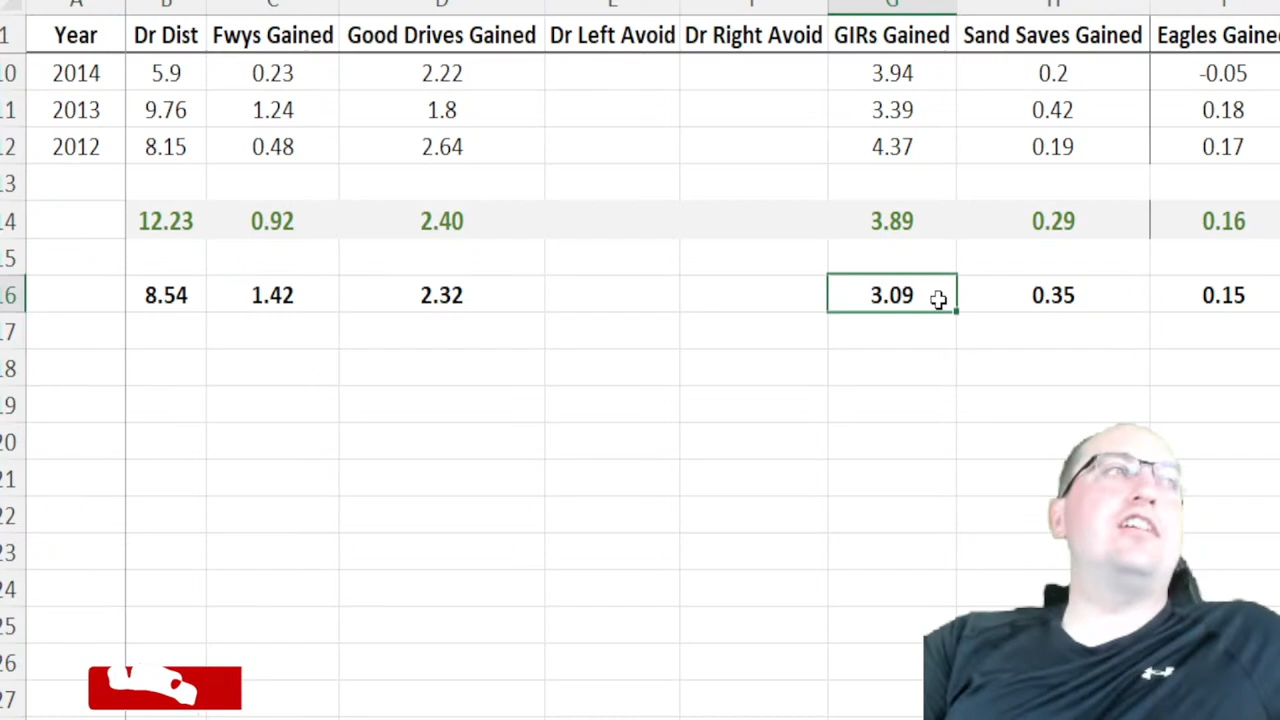 A B C D E F G H I
1 Year Dr Dist Fwys Gained Good Drives Gained Dr Left Avoid Dr Right Avoid GIRs Gained Sand Saves Gained Eagles Gaine
10 2014 5.9 0.23 2.22 3.94 0.2 -0.05
11 2013 9.76 1.24 1.8 3.39 0.42 0.18
12 2012 8.15 0.48 2.64 4.37 0.19 0.17
13
14 12.23 0.92 2.40 3.89 0.29 0.16
15
16 8.54 1.42 2.32 3.09 0.35 0.15
17
18
19
20
21
22
23
24
25
26
27